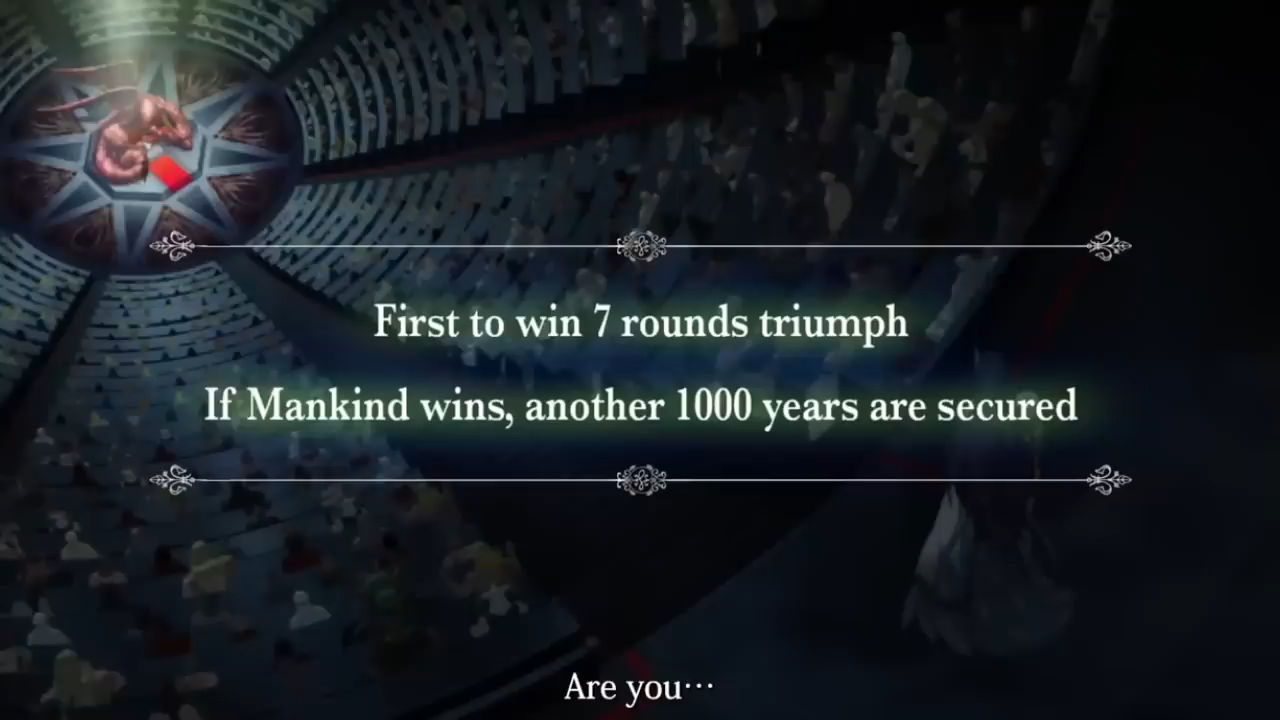 First to win 7 rounds triumph
If Mankind wins, another 1000 years are secured
Are you…